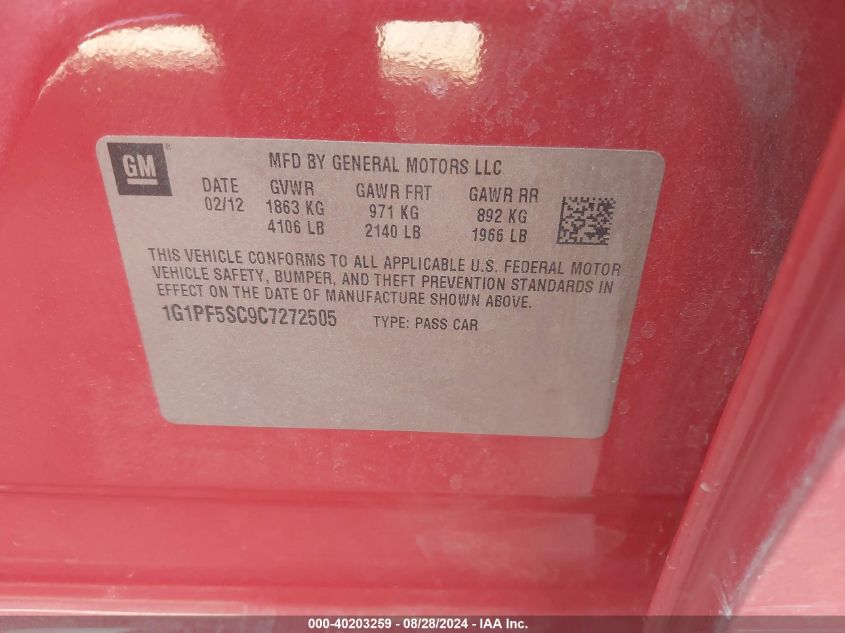 GM ®
MFD BY GENERAL MOTORS LLC
DATE GVWR GAWR FRT GAWR RR
02/12 1863 KG 971 KG 892 KG
4106 LB 2140 LB 1966 LB
THIS VEHICLE CONFORMS TO ALL APPLICABLE U.S. FEDERAL MOTOR
VEHICLE SAFETY, BUMPER, AND THEFT PREVENTION STANDARDS IN
EFFECT ON THE DATE OF MANUFACTURE SHOWN ABOVE.
1G1PF5SC9C7272505 TYPE: PASS CAR
000-40203259 - 08/28/2024 - IAA Inc.